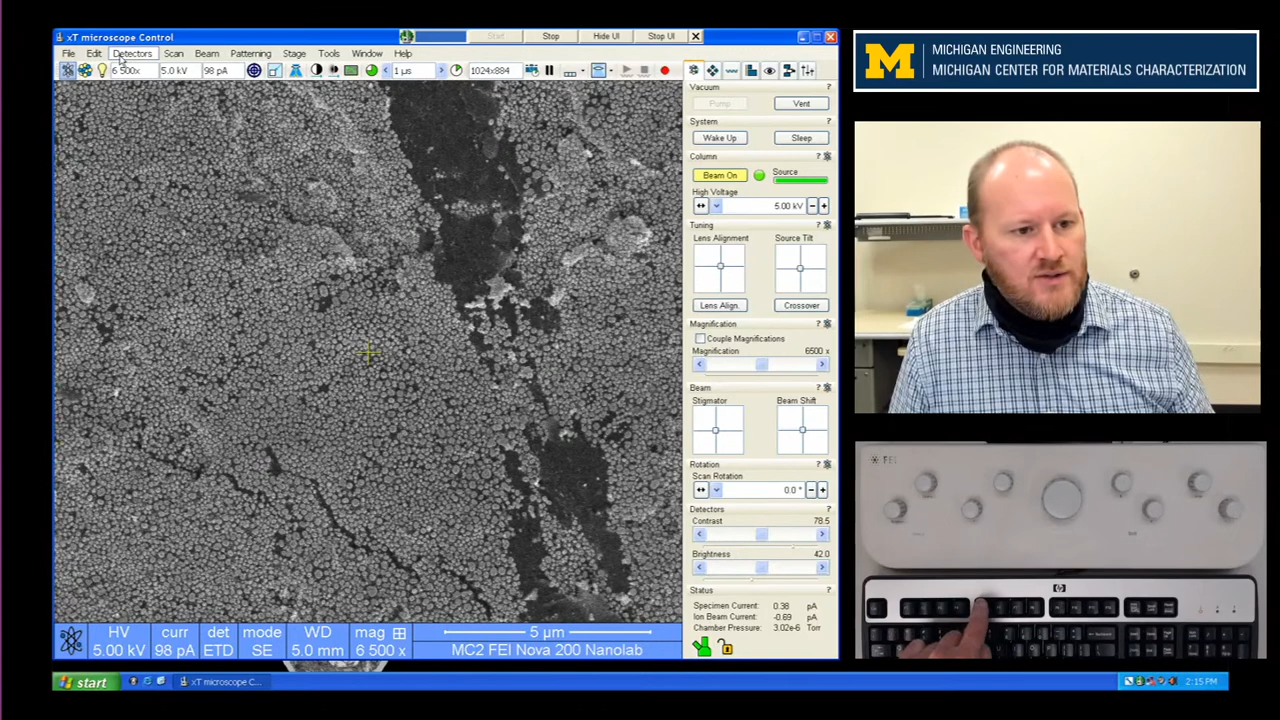 xT microscope Control
Start
Stop
Hide UI
Stop UI
File Edit Detectors Scan Beam Patterning Stage Tools Window Help
6 500x 5.0 kV 98 pA 1 µs 1024x884
Vacuum ?
Pump Vent
System ?
Wake Up Sleep
Column ?
Beam On Source
High Voltage
5.00 kV
Tuning ?
Lens Alignment Source Tilt
Lens Align. Crossover
Magnification ?
Couple Magnifications
Magnification 6500 x
Beam ?
Stigmator Beam Shift
Rotation ?
Scan Rotation
0.0 °
Detectors ?
Contrast 78.5
Brightness 42.0
Status ?
Specimen Current: 0.38 pA
Ion Beam Current: -0.69 pA
Chamber Pressure: 3.02e-6 Torr
HV curr det mode WD mag 5 µm
5.00 kV 98 pA ETD SE 5.0 mm 6 500 x MC2 FEI Nova 200 Nanolab
start
xT microscope C...
2:15 PM
M
MICHIGAN ENGINEERING
MICHIGAN CENTER FOR MATERIALS CHARACTERIZATION
FEI
hp